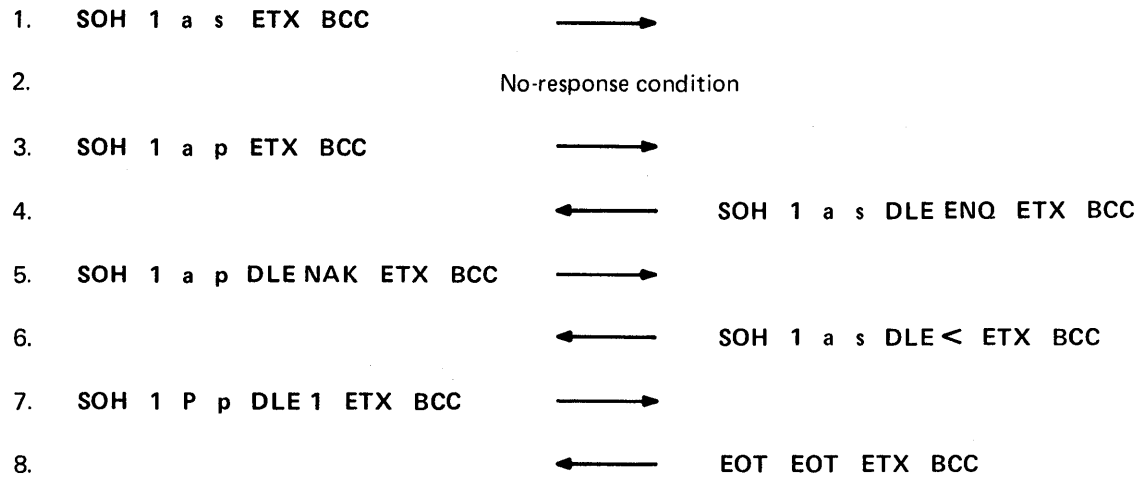 1. SOH 1 a s ETX BCC
2. No-response condition
3. SOH 1 a p ETX BCC
4. SOH 1 a s DLE ENQ ETX BCC
5. SOH 1 a p DLE NAK ETX BCC
6. SOH 1 a s DLE < ETX BCC
7. SOH 1 P p DLE 1 ETX BCC
8. EOT EOT ETX BCC